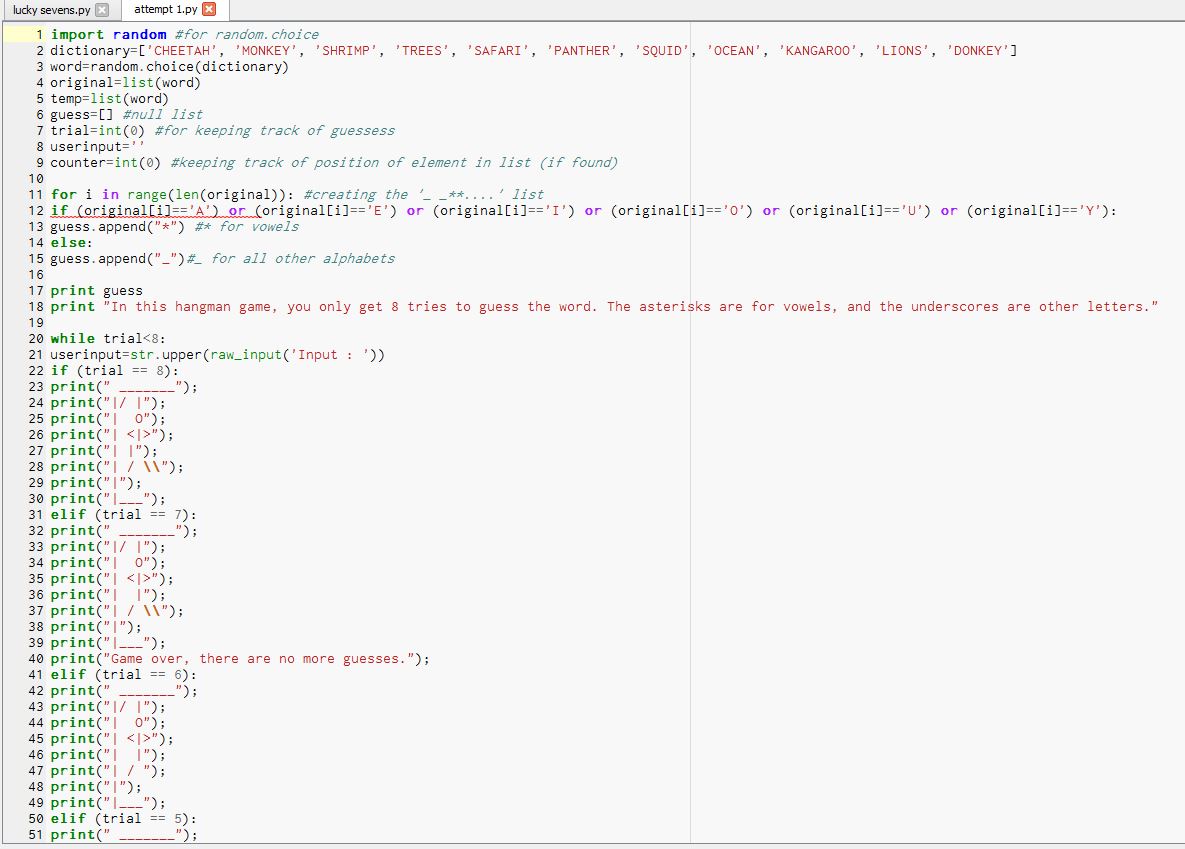 lucky sevens.py attempt 1.py
1 import random #for random.choice
2 dictionary=['CHEETAH', 'MONKEY', 'SHRIMP', 'TREES', 'SAFARI', 'PANTHER', 'SQUID', 'OCEAN', 'KANGAROO', 'LIONS', 'DONKEY']
3 word=random.choice(dictionary)
4 original=list(word)
5 temp=list(word)
6 guess=[] #null list
7 trial=int(0) #for keeping track of guessess
8 userinput=''
9 counter=int(0) #keeping track of position of element in list (if found)
10
11 for i in range(len(original)): #creating the '_ _**....' list
12 if (original[i]=='A') or (original[i]=='E') or (original[i]=='I') or (original[i]=='O') or (original[i]=='U') or (original[i]=='Y'):
13 guess.append("*") #* for vowels
14 else:
15 guess.append("_")#_ for all other alphabets
16
17 print guess
18 print "In this hangman game, you only get 8 tries to guess the word. The asterisks are for vowels, and the underscores are other letters."
19
20 while trial<8:
21 userinput=str.upper(raw_input('Input : '))
22 if (trial == 8):
23 print(" _______");
24 print("|/ |");
25 print("|  O");
26 print("| <|>");
27 print("| |");
28 print("| / \\");
29 print("|");
30 print("|___");
31 elif (trial == 7):
32 print(" _______");
33 print("|/ |");
34 print("|  O");
35 print("| <|>");
36 print("|  |");
37 print("| / \\");
38 print("|");
39 print("|___");
40 print("Game over, there are no more guesses.");
41 elif (trial == 6):
42 print(" _______");
43 print("|/ |");
44 print("|  O");
45 print("| <|>");
46 print("|  |");
47 print("| / ");
48 print("|");
49 print("|___");
50 elif (trial == 5):
51 print(" _______");